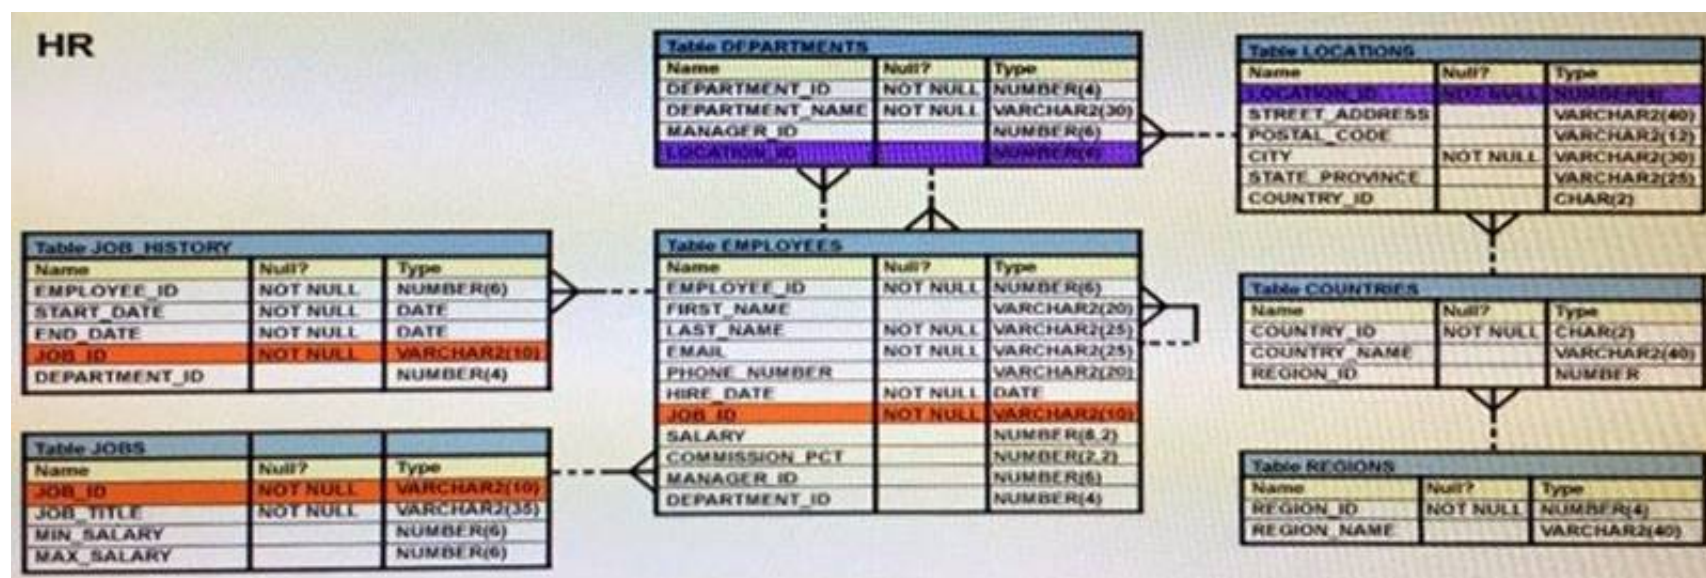 HR
Table DEPARTMENTS
Name Null? Type
DEPARTMENT_ID NOT NULL NUMBER(4)
DEPARTMENT_NAME NOT NULL VARCHAR2(30)
MANAGER_ID NUMBER(6)
LOCATION_ID NUMBER(4)
Table LOCATIONS
Name Null? Type
LOCATION_ID NOT NULL NUMBER(4)
STREET_ADDRESS VARCHAR2(40)
POSTAL_CODE VARCHAR2(12)
CITY NOT NULL VARCHAR2(30)
STATE_PROVINCE VARCHAR2(25)
COUNTRY_ID CHAR(2)
Table JOB_HISTORY
Name Null? Type
EMPLOYEE_ID NOT NULL NUMBER(6)
START_DATE NOT NULL DATE
END_DATE NOT NULL DATE
JOB_ID NOT NULL VARCHAR2(10)
DEPARTMENT_ID NUMBER(4)
Table EMPLOYEES
Name Null? Type
EMPLOYEE_ID NOT NULL NUMBER(6)
FIRST_NAME VARCHAR2(20)
LAST_NAME NOT NULL VARCHAR2(25)
EMAIL NOT NULL VARCHAR2(25)
PHONE_NUMBER VARCHAR2(20)
HIRE_DATE NOT NULL DATE
JOB_ID NOT NULL VARCHAR2(10)
SALARY NUMBER(8,2)
COMMISSION_PCT NUMBER(2,2)
MANAGER_ID NUMBER(6)
DEPARTMENT_ID NUMBER(4)
Table COUNTRIES
Name Null? Type
COUNTRY_ID NOT NULL CHAR(2)
COUNTRY_NAME VARCHAR2(40)
REGION_ID NUMBER
Table JOBS
Name Null? Type
JOB_ID NOT NULL VARCHAR2(10)
JOB_TITLE NOT NULL VARCHAR2(35)
MIN_SALARY NUMBER(6)
MAX_SALARY NUMBER(6)
Table REGIONS
Name Null? Type
REGION_ID NOT NULL NUMBER(4)
REGION_NAME VARCHAR2(40)